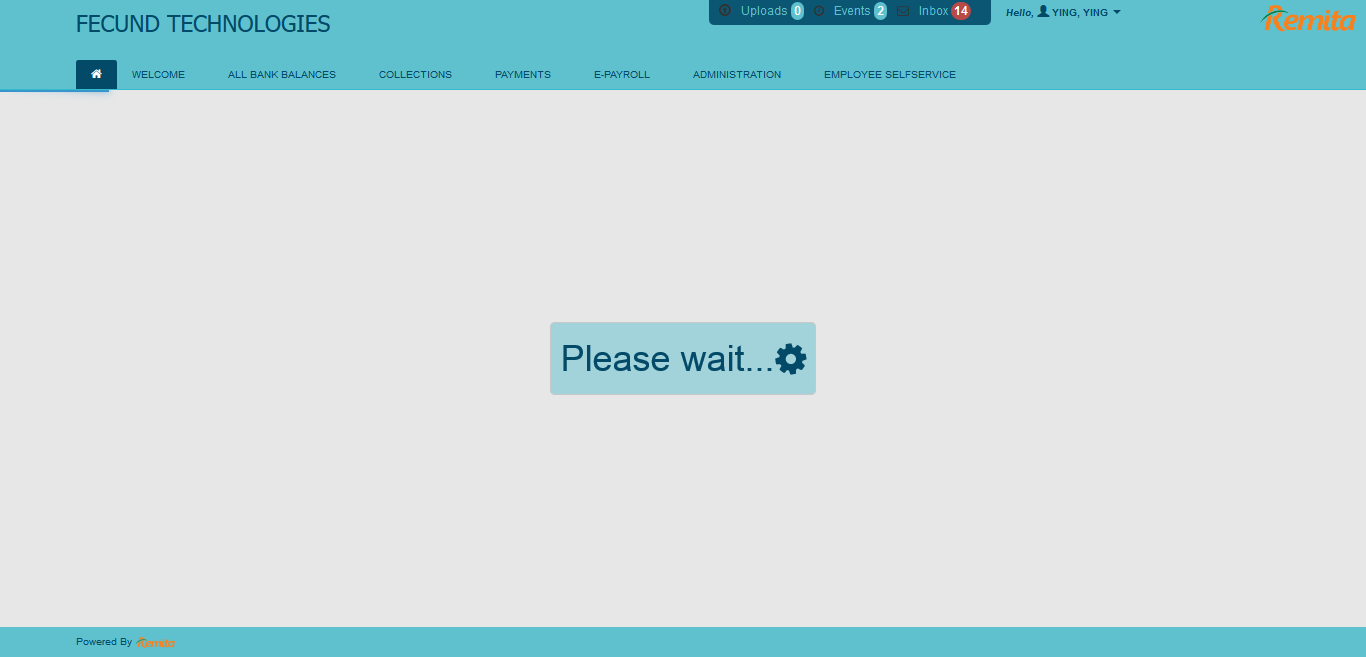 FECUND TECHNOLOGIES
Uploads 0 Events 2 Inbox 14
Hello, YING, YING
Remita
WELCOME ALL BANK BALANCES COLLECTIONS PAYMENTS E-PAYROLL ADMINISTRATION EMPLOYEE SELFSERVICE
Please wait...
Powered By Remita